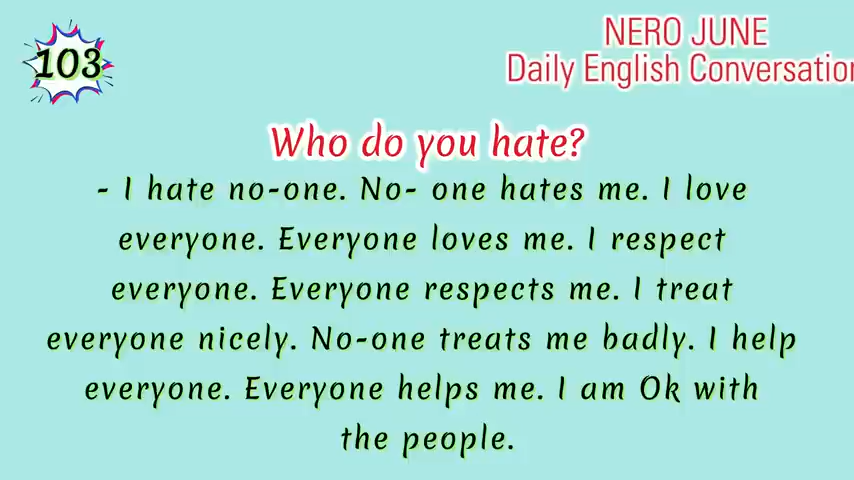 103
NERO JUNE
Daily English Conversation
Who do you hate?
- I hate no-one. No- one hates me. I love
everyone. Everyone loves me. I respect
everyone. Everyone respects me. I treat
everyone nicely. No-one treats me badly. I help
everyone. Everyone helps me. I am Ok with
the people.